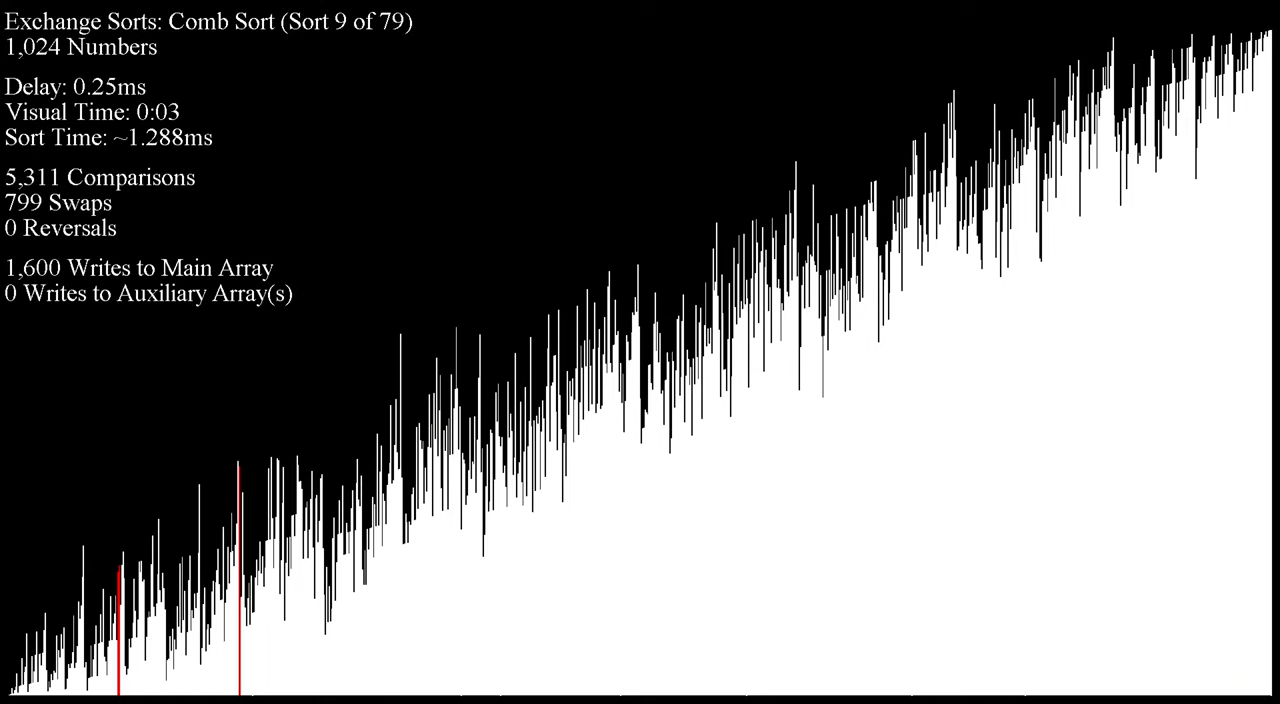 Exchange Sorts: Comb Sort (Sort 9 of 79)
1,024 Numbers
Delay: 0.25ms
Visual Time: 0:03
Sort Time: ~1.288ms
5,311 Comparisons
799 Swaps
0 Reversals
1,600 Writes to Main Array
0 Writes to Auxiliary Array(s)